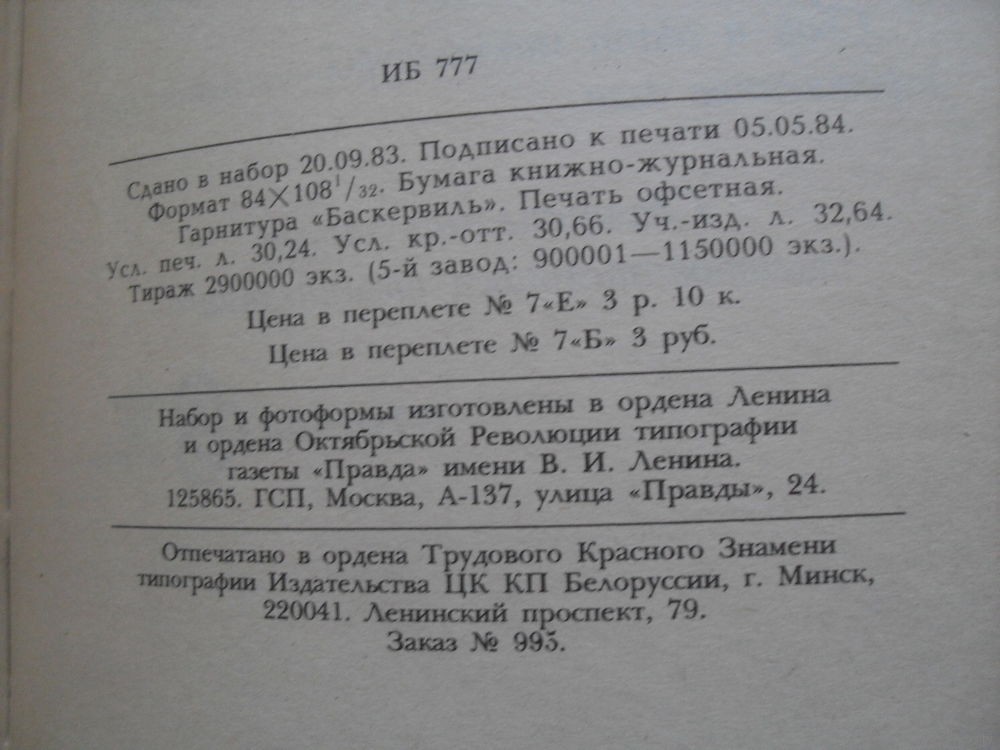 ИБ 777
Сдано в набор 20.09.83. Подписано к печати 05.05.84.
Формат 84×108¹/₃₂. Бумага книжно-журнальная.
Гарнитура «Баскервиль». Печать офсетная.
Усл. печ. л. 30,24. Усл. кр.-отт. 30,66. Уч.-изд. л. 32,64.
Тираж 2900000 экз. (5-й завод: 900001—1150000 экз.).
Цена в переплете № 7«Е» 3 р. 10 к.
Цена в переплете № 7«Б» 3 руб.
Набор и фотоформы изготовлены в ордена Ленина
и ордена Октябрьской Революции типографии
газеты «Правда» имени В. И. Ленина.
125865. ГСП, Москва, А-137, улица «Правды», 24.
Отпечатано в ордена Трудового Красного Знамени
типографии Издательства ЦК КП Белоруссии, г. Минск,
220041. Ленинский проспект, 79.
Заказ № 995.